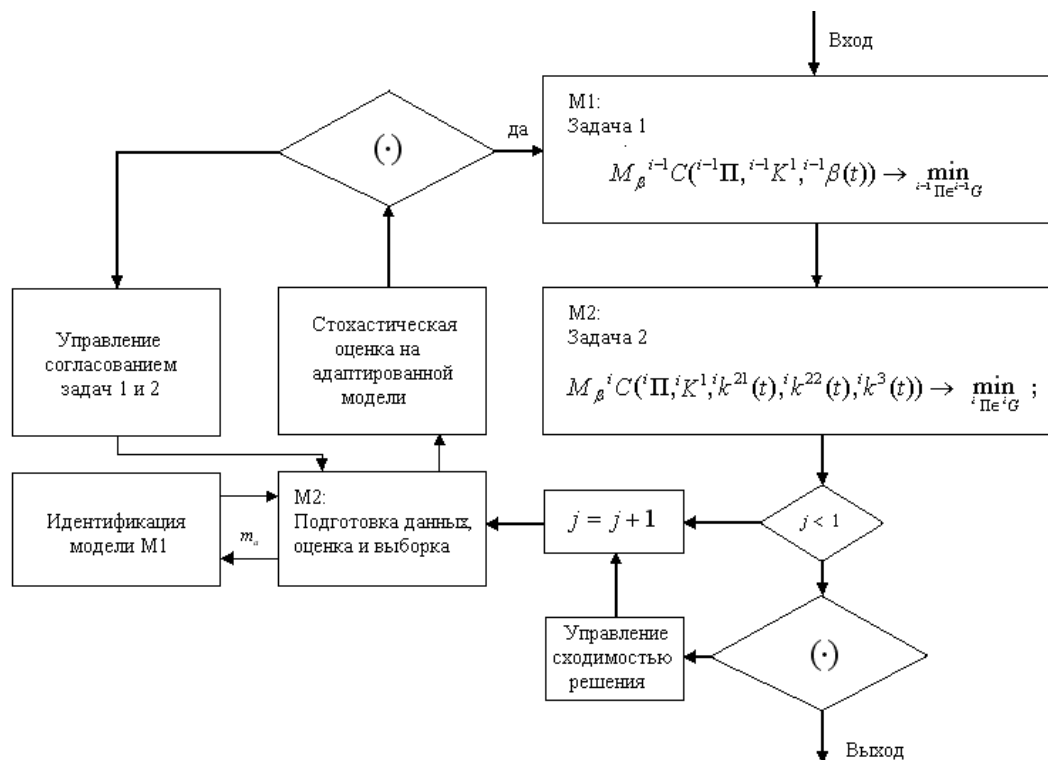 Вход
М1:
Задача 1
M_β ^{i-1}C(^{i-1}Π, ^{i-1}K^1, ^{i-1}β(t)) → min
^{i-1}Π∈^{i-1}G
да
(·)
М2:
Задача 2
M_β ^iC(^iΠ, ^iK^1, ^ik^{21}(t), ^ik^{22}(t), ^ik^3(t)) → min ;
^iΠ∈^iG
Управление
согласованием
задач 1 и 2
Стохастическая
оценка на
адаптированной
модели
Идентификация
модели М1
m_a
М2:
Подготовка данных,
оценка и выборка
j = j + 1
j < 1
Управление
сходимостью
решения
(·)
Выход